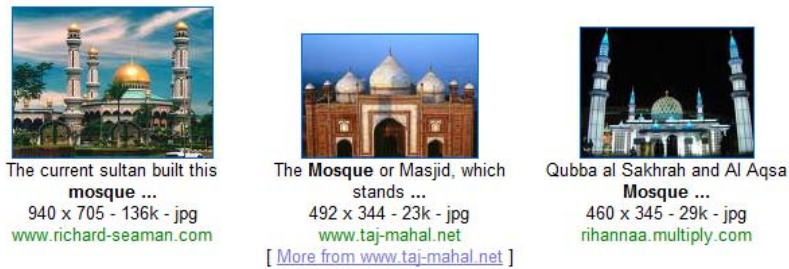 The current sultan built this
mosque ...
940 x 705 - 136k - jpg
www.richard-seaman.com
The Mosque or Masjid, which
stands ...
492 x 344 - 23k - jpg
www.taj-mahal.net
[ More from www.taj-mahal.net ]
Qubba al Sakhrah and Al Aqsa
Mosque ...
460 x 345 - 29k - jpg
rihannaa.multiply.com